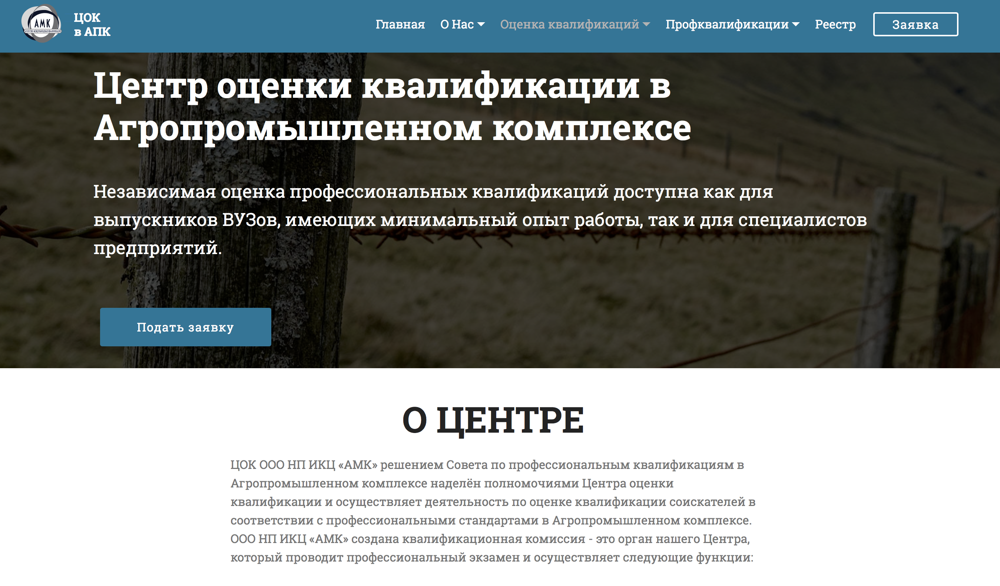 АМК
АГЕНТСТВО МЕЖДУНАРОДНЫХ КВАЛИФИКАЦИЙ
ЦОК
в АПК
Главная О Нас Оценка квалификаций Профквалификации Реестр Заявка
Центр оценки квалификации в
Агропромышленном комплексе
Независимая оценка профессиональных квалификаций доступна как для
выпускников ВУЗов, имеющих минимальный опыт работы, так и для специалистов
предприятий.
Подать заявку
О ЦЕНТРЕ
ЦОК ООО НП ИКЦ «АМК» решением Совета по профессиональным квалификациям в
Агропромышленном комплексе наделён полномочиями Центра оценки
квалификации и осуществляет деятельность по оценке квалификации соискателей в
соответствии с профессиональными стандартами в Агропромышленном комплексе.
ООО НП ИКЦ «АМК» создана квалификационная комиссия - это орган нашего Центра,
который проводит профессиональный экзамен и осуществляет следующие функции: